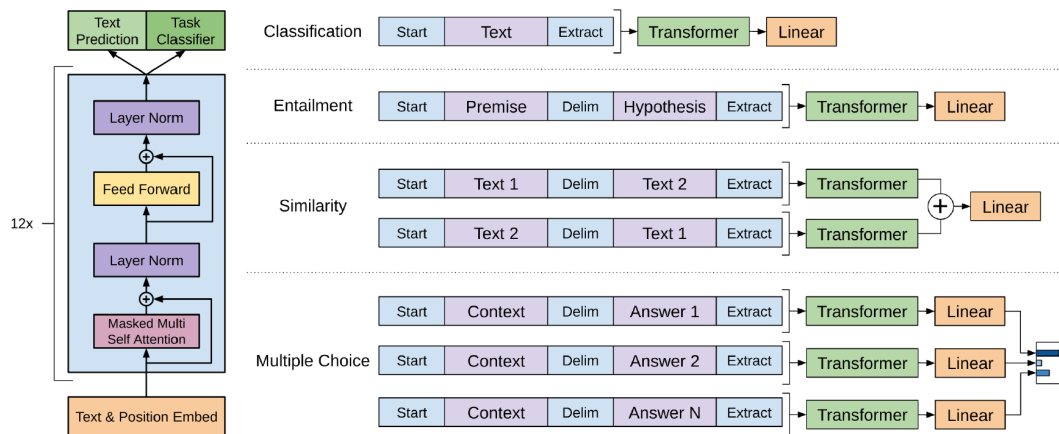 Text Prediction
Task Classifier
12x
Layer Norm
Feed Forward
Layer Norm
Masked Multi
Self Attention
Text & Position Embed
Classification
Start Text Extract Transformer Linear
Entailment
Start Premise Delim Hypothesis Extract Transformer Linear
Similarity
Start Text 1 Delim Text 2 Extract Transformer
Linear
Start Text 2 Delim Text 1 Extract Transformer
Multiple Choice
Start Context Delim Answer 1 Extract Transformer Linear
Start Context Delim Answer 2 Extract Transformer Linear
Start Context Delim Answer N Extract Transformer Linear